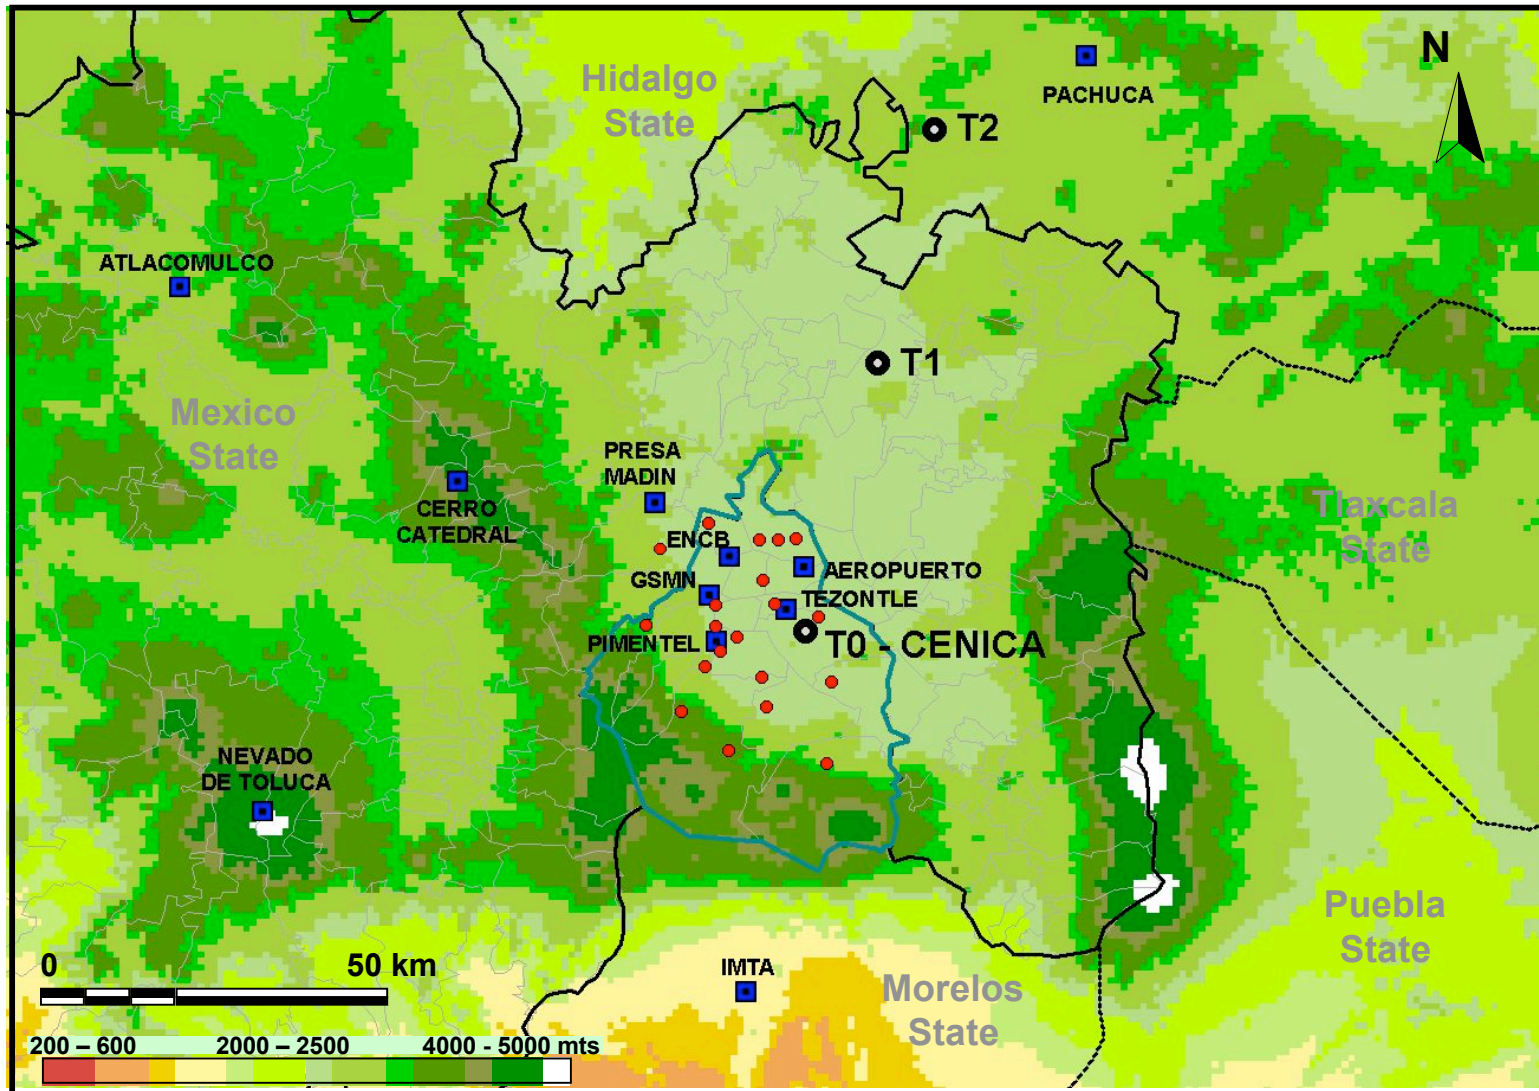 Hidalgo
State
N
PACHUCA
T2
ATLACOMULCO
T1
Mexico
State
PRESA
MADIN
CERRO
CATEDRAL
Tlaxcala
State
ENCB
AEROPUERTO
GSMN
TEZONTLE
PIMENTEL
T0 - CENICA
NEVADO
DE TOLUCA
Puebla
State
0 50 km
IMTA
Morelos
State
200 – 600 2000 – 2500 4000 - 5000 mts